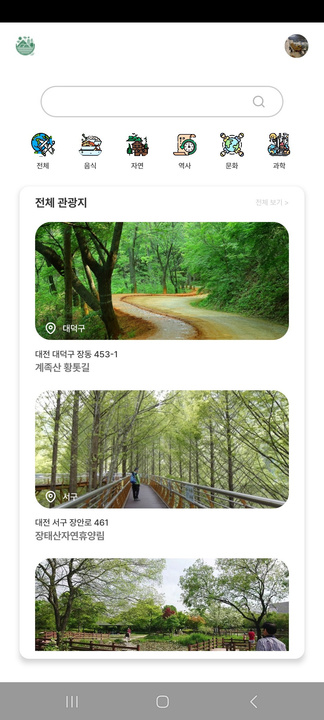 전체
음식
자연
역사
문화
과학
전체 관광지
전체 보기 >
대덕구
대전 대덕구 장동 453-1
계족산 황톳길
서구
대전 서구 장안로 461
장태산자연휴양림